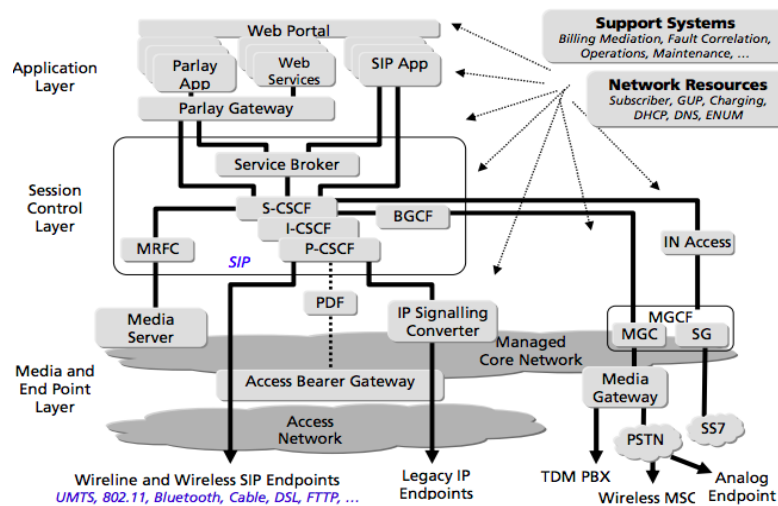 Web Portal
Support Systems
Billing Mediation, Fault Correlation,
Operations, Maintenance, ...
Application
Layer
Parlay
App
Web
Services
SIP App
Network Resources
Subscriber, GUP, Charging,
DHCP, DNS, ENUM
Parlay Gateway
Service Broker
Session
Control
Layer
S-CSCF
BGCF
I-CSCF
MRFC
SIP
P-CSCF
IN Access
PDF
Media
Server
IP Signalling
Converter
MGCF
MGC
SG
Managed
Core Network
Media and
End Point
Layer
Access Bearer Gateway
Media
Gateway
Access
Network
SS7
PSTN
Wireline and Wireless SIP Endpoints
UMTS, 802.11, Bluetooth, Cable, DSL, FTTP, ...
Legacy IP
Endpoints
TDM PBX
Wireless MSC
Analog
Endpoint